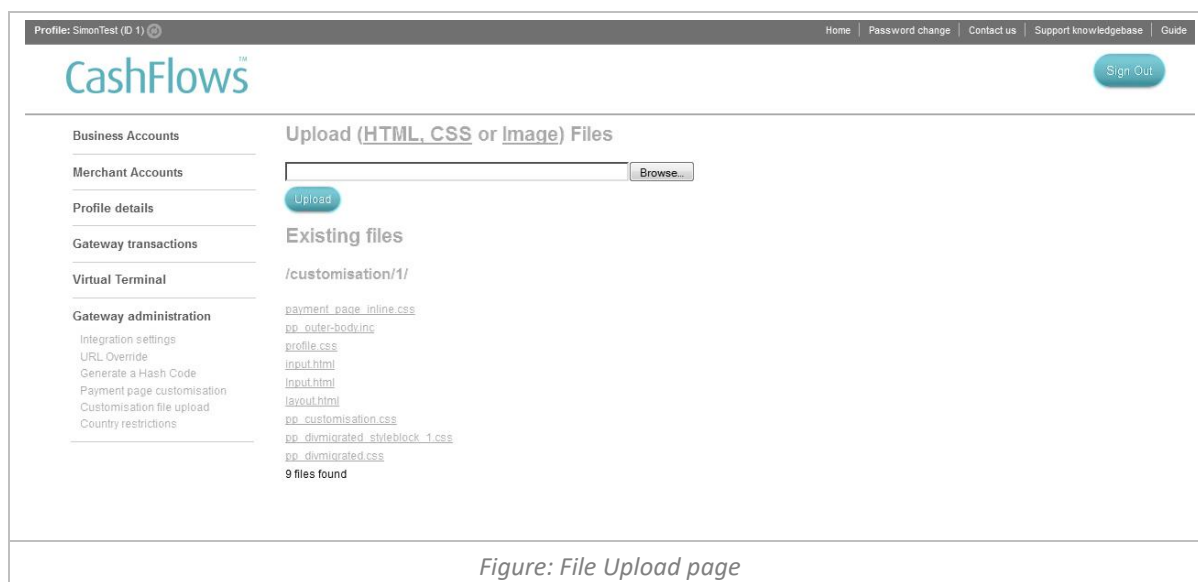 Profile: SimonTest (ID 1)
Home | Password change | Contact us | Support knowledgebase | Guide
CashFlows™
Sign Out
Business Accounts
Merchant Accounts
Profile details
Gateway transactions
Virtual Terminal
Gateway administration
Integration settings
URL Override
Generate a Hash Code
Payment page customisation
Customisation file upload
Country restrictions
Upload (HTML, CSS or Image) Files
Browse...
Upload
Existing files
/customisation/1/
payment_page_inline.css
pp_outer-body.inc
profile.css
input.html
Input.html
layout.html
pp_customisation.css
pp_divmigrated_styleblock_1.css
pp_divmigrated.css
9 files found
Figure: File Upload page